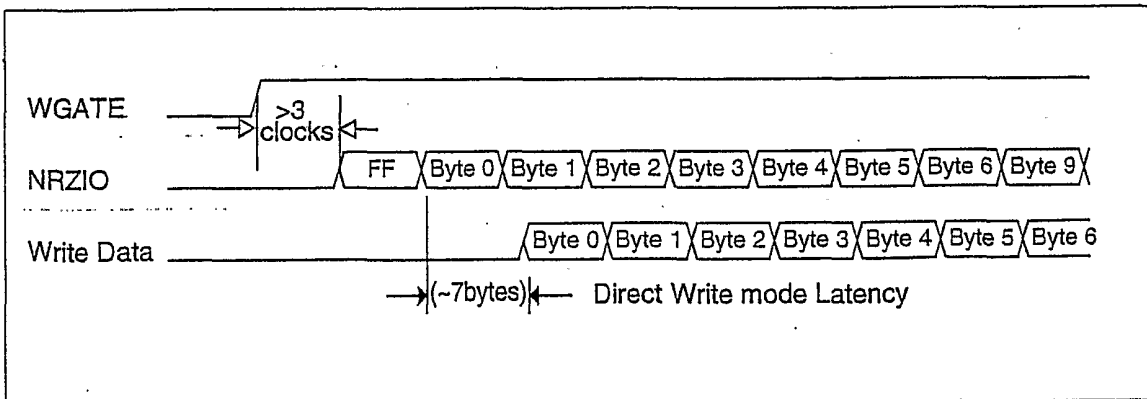 WGATE
>3
clocks
NRZIO
FF Byte 0 Byte 1 Byte 2 Byte 3 Byte 4 Byte 5 Byte 6 Byte 9
Write Data
Byte 0 Byte 1 Byte 2 Byte 3 Byte 4 Byte 5 Byte 6
(~7bytes) Direct Write mode Latency